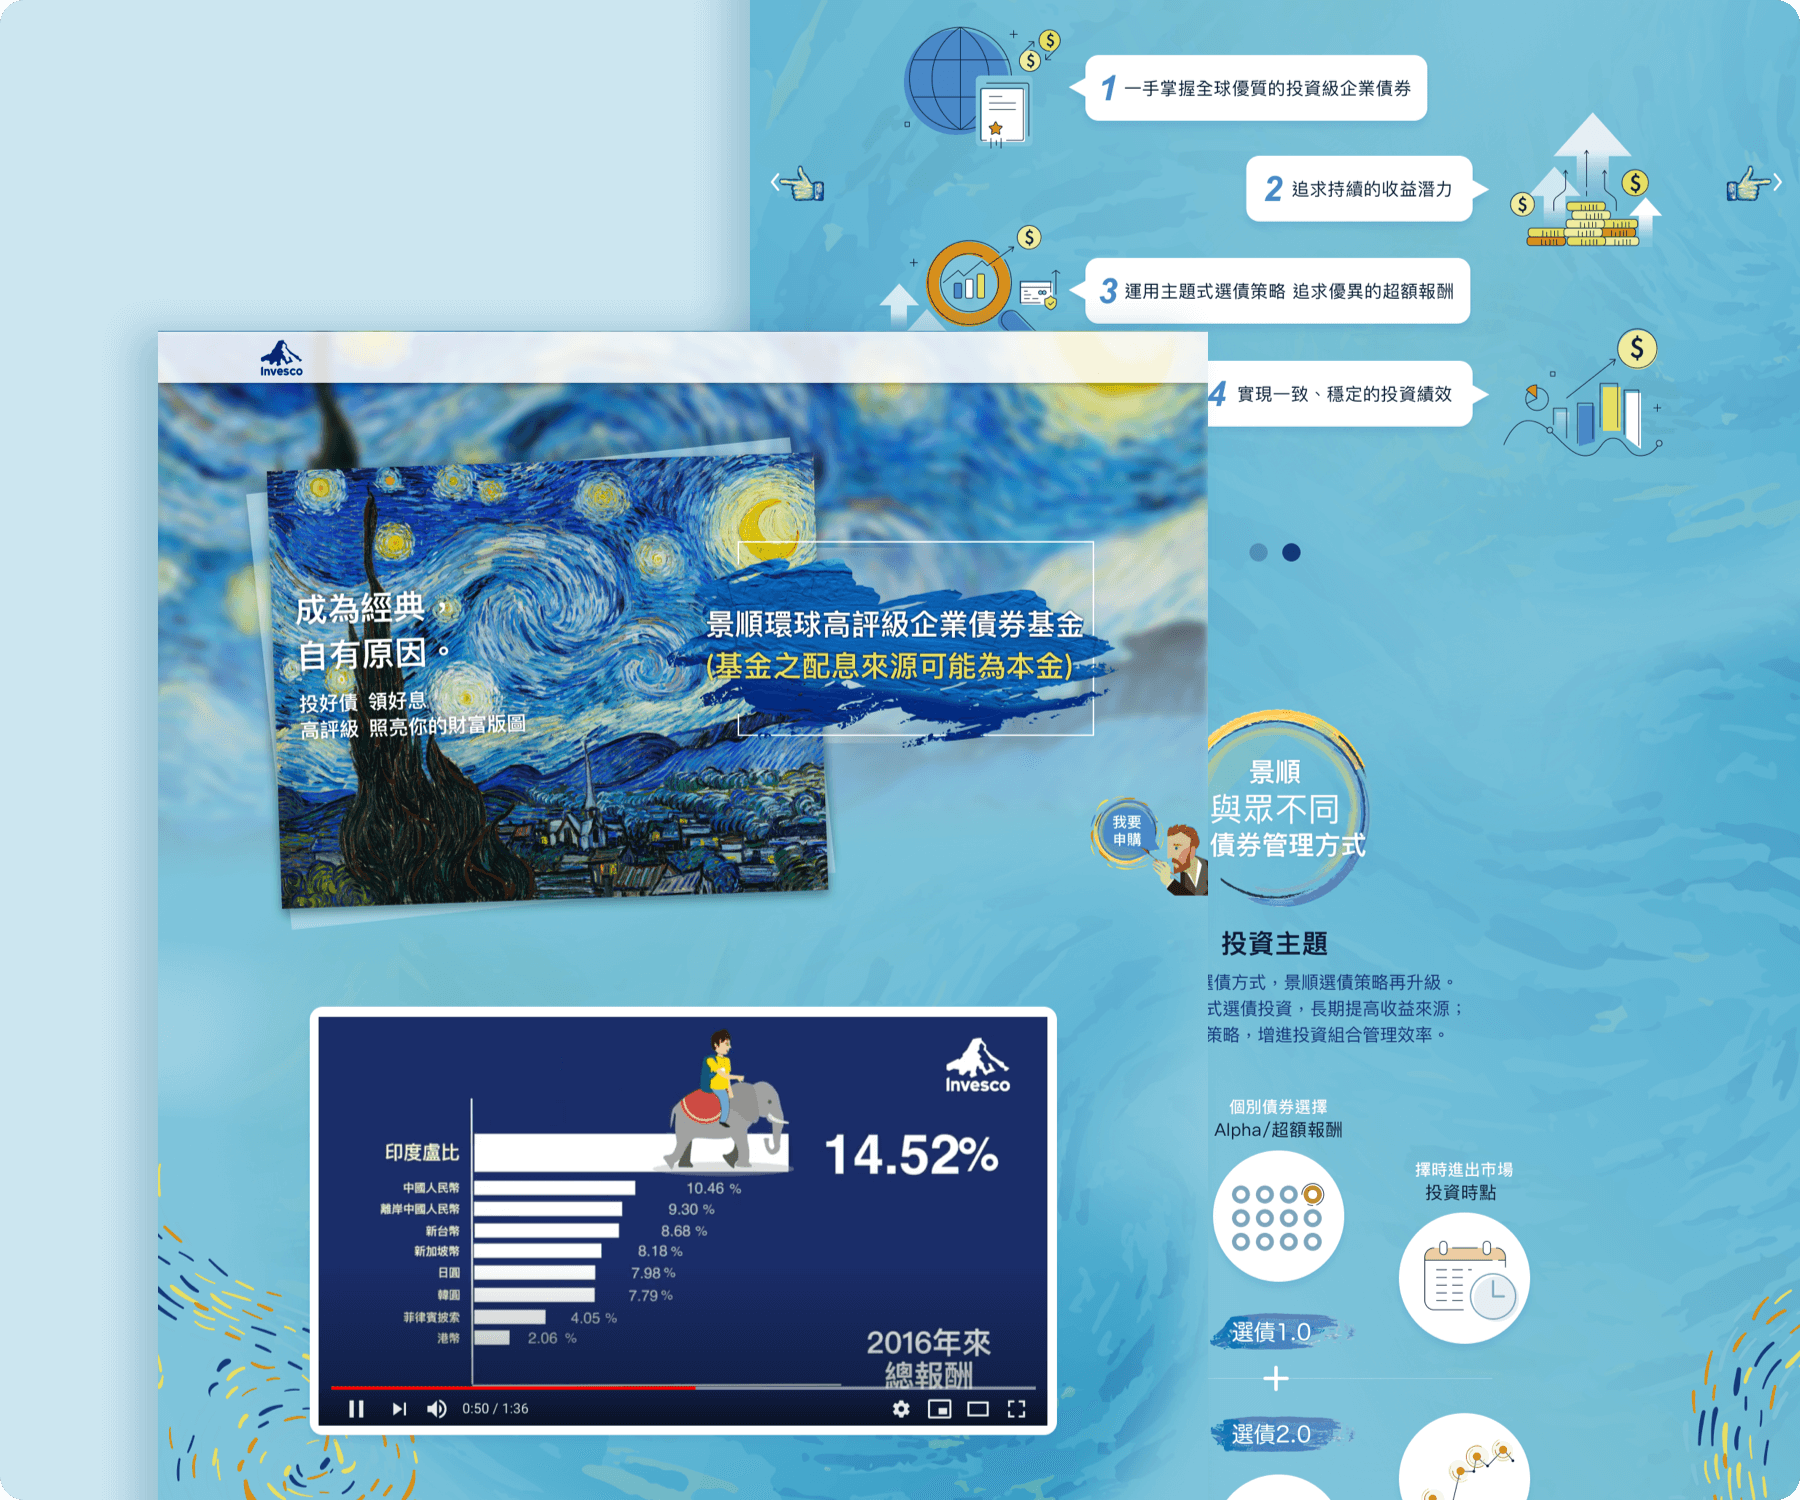 1 一手掌握全球優質的投資級企業債券
2 追求持續的收益潛力
3 運用主題式選債策略 追求優異的超額報酬
4 實現一致、穩定的投資績效
Invesco
成為經典，
自有原因。
投好債 領好息
高評級 照亮你的財富版圖
景順環球高評級企業債券基金
(基金之配息來源可能為本金)
我要
申購
景順
與眾不同
債券管理方式
投資主題
選債方式，景順選債策略再升級。
式選債投資，長期提高收益來源；
策略，增進投資組合管理效率。
個別債券選擇
Alpha/超額報酬
擇時進出市場
投資時點
選債1.0
+
選債2.0
Invesco
印度盧比 14.52%
中國人民幣 10.46 %
離岸中國人民幣 9.30 %
新台幣 8.68 %
新加坡幣 8.18 %
日圓 7.98 %
韓圓 7.79 %
菲律賓披索 4.05 %
港幣 2.06 %
2016年來
總報酬
0:50 / 1:36